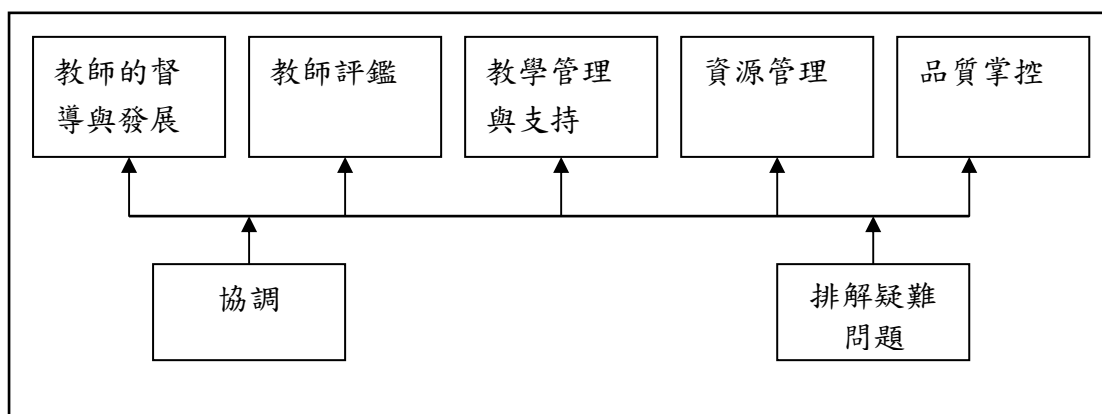 教師的督
導與發展
教師評鑑
教學管理
與支持
資源管理
品質掌控
協調
排解疑難
問題